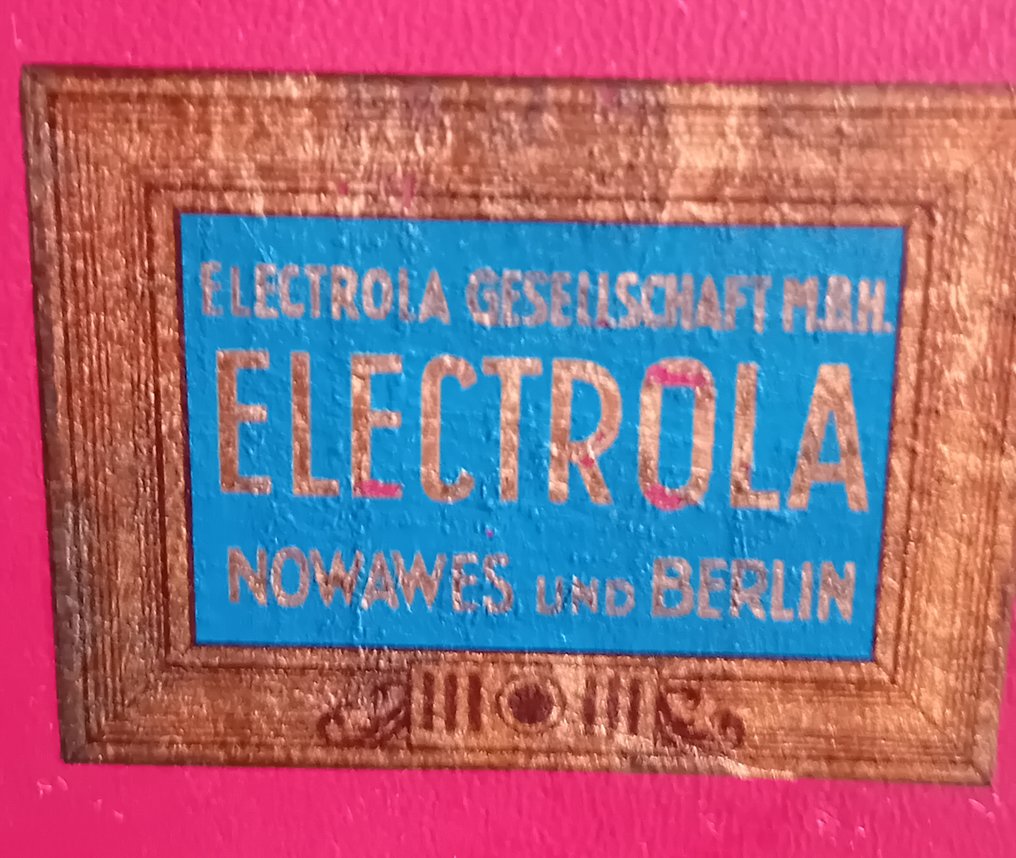 ELECTROLA GESELLSCHAFT M.B.H.
ELECTROLA
NOWAWES UND BERLIN